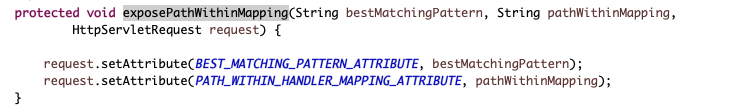 protected void exposePathWithinMapping(String bestMatchingPattern, String pathWithinMapping,
HttpServletRequest request) {
request.setAttribute(BEST_MATCHING_PATTERN_ATTRIBUTE, bestMatchingPattern);
request.setAttribute(PATH_WITHIN_HANDLER_MAPPING_ATTRIBUTE, pathWithinMapping);
}